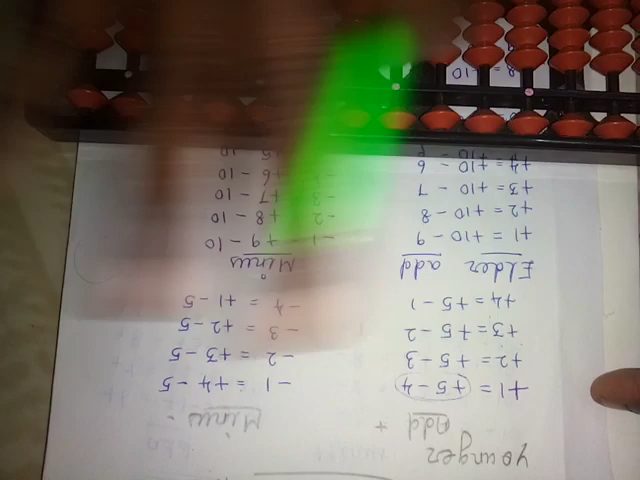 younger
Add + Minus -
+1 = +5 - 4 -1 = +4 - 5
+2 = +5 - 3 -2 = +3 - 5
+3 = +5 - 2 -3 = +2 - 5
+4 = +5 - 1 -4 = +1 - 5
Elder add Minus
+1 = +10 - 9 -1 +9 - 10
+2 = +10 - 8 -2 +8 - 10
+3 = +10 - 7 -3 +7 - 10
+4 = +10 - 6 +6 - 10